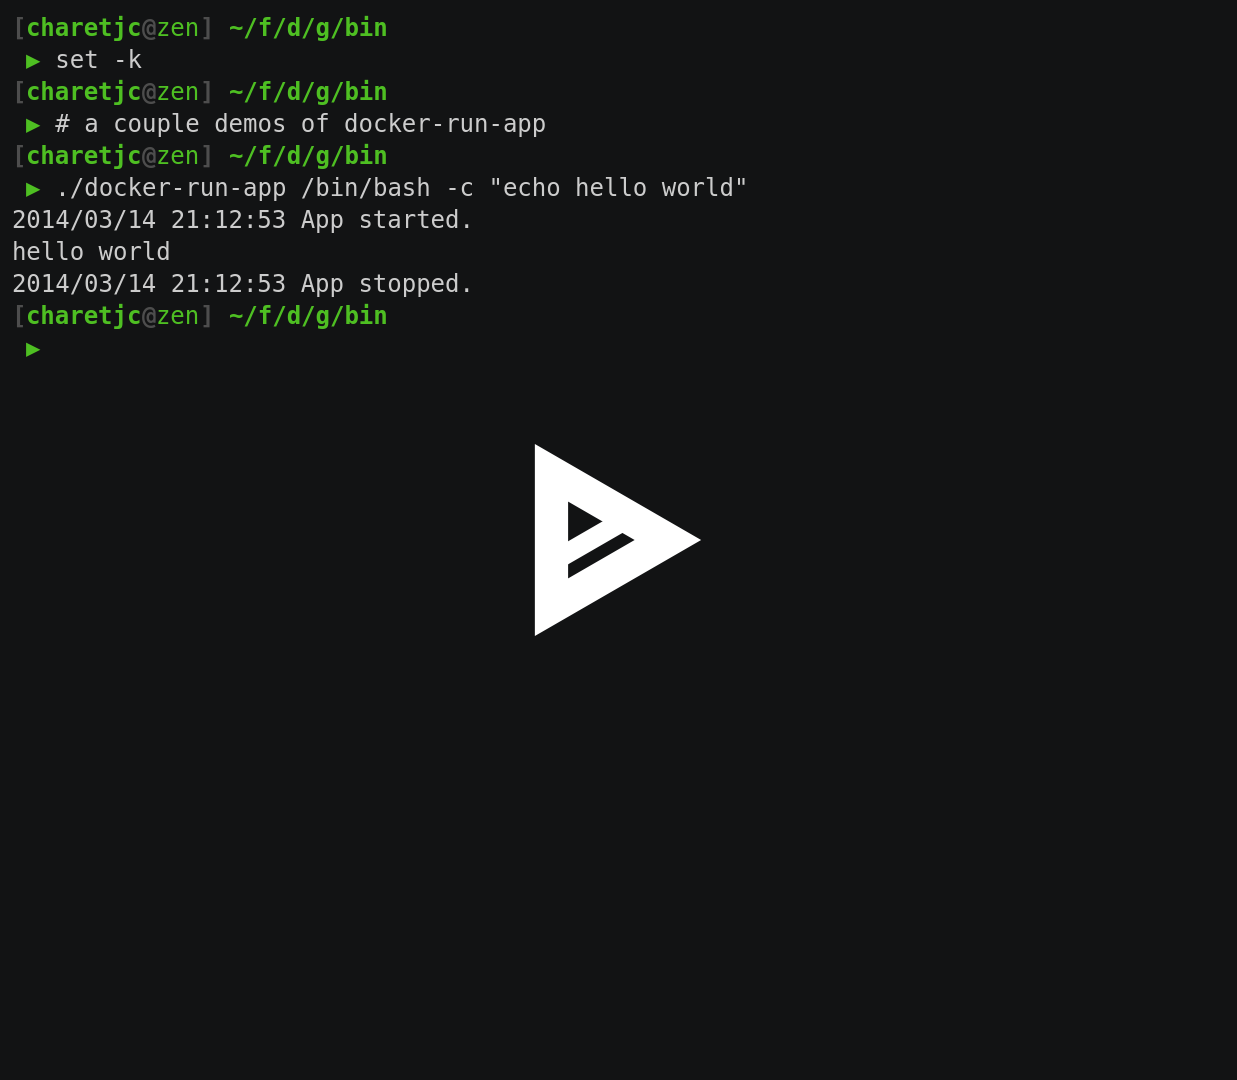 [charetjc@zen] ~/f/d/g/bin
▶ set -k
[charetjc@zen] ~/f/d/g/bin
▶ # a couple demos of docker-run-app
[charetjc@zen] ~/f/d/g/bin
▶ ./docker-run-app /bin/bash -c "echo hello world"
2014/03/14 21:12:53 App started.
hello world
2014/03/14 21:12:53 App stopped.
[charetjc@zen] ~/f/d/g/bin
▶